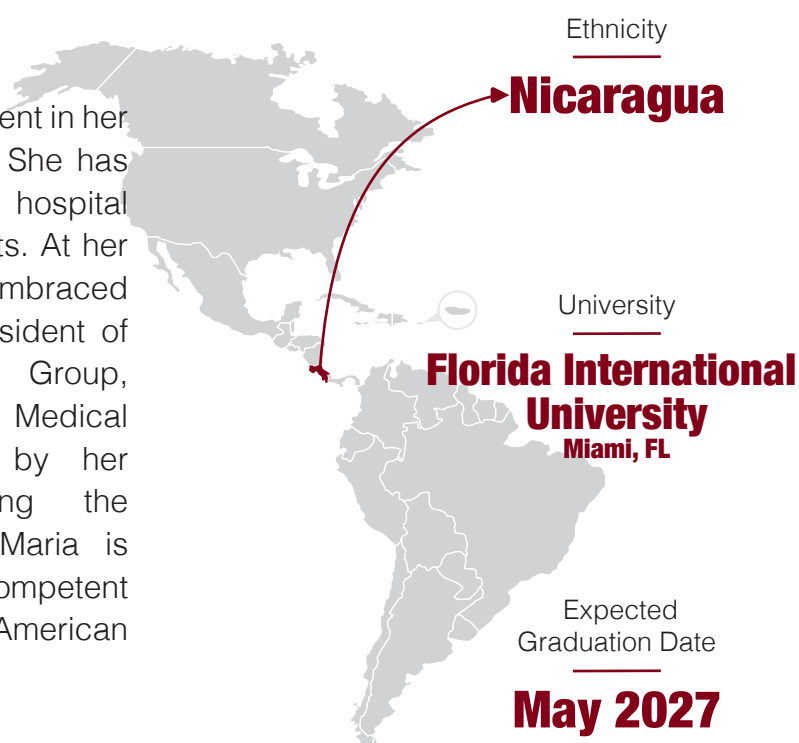 ent in her
She has
hospital
ts. At her
mbraced
sident of
Group,
Medical
by her
ng the
Maria is
ompetent
American
Ethnicity
Nicaragua
University
Florida International
University
Miami, FL
Expected
Graduation Date
May 2027